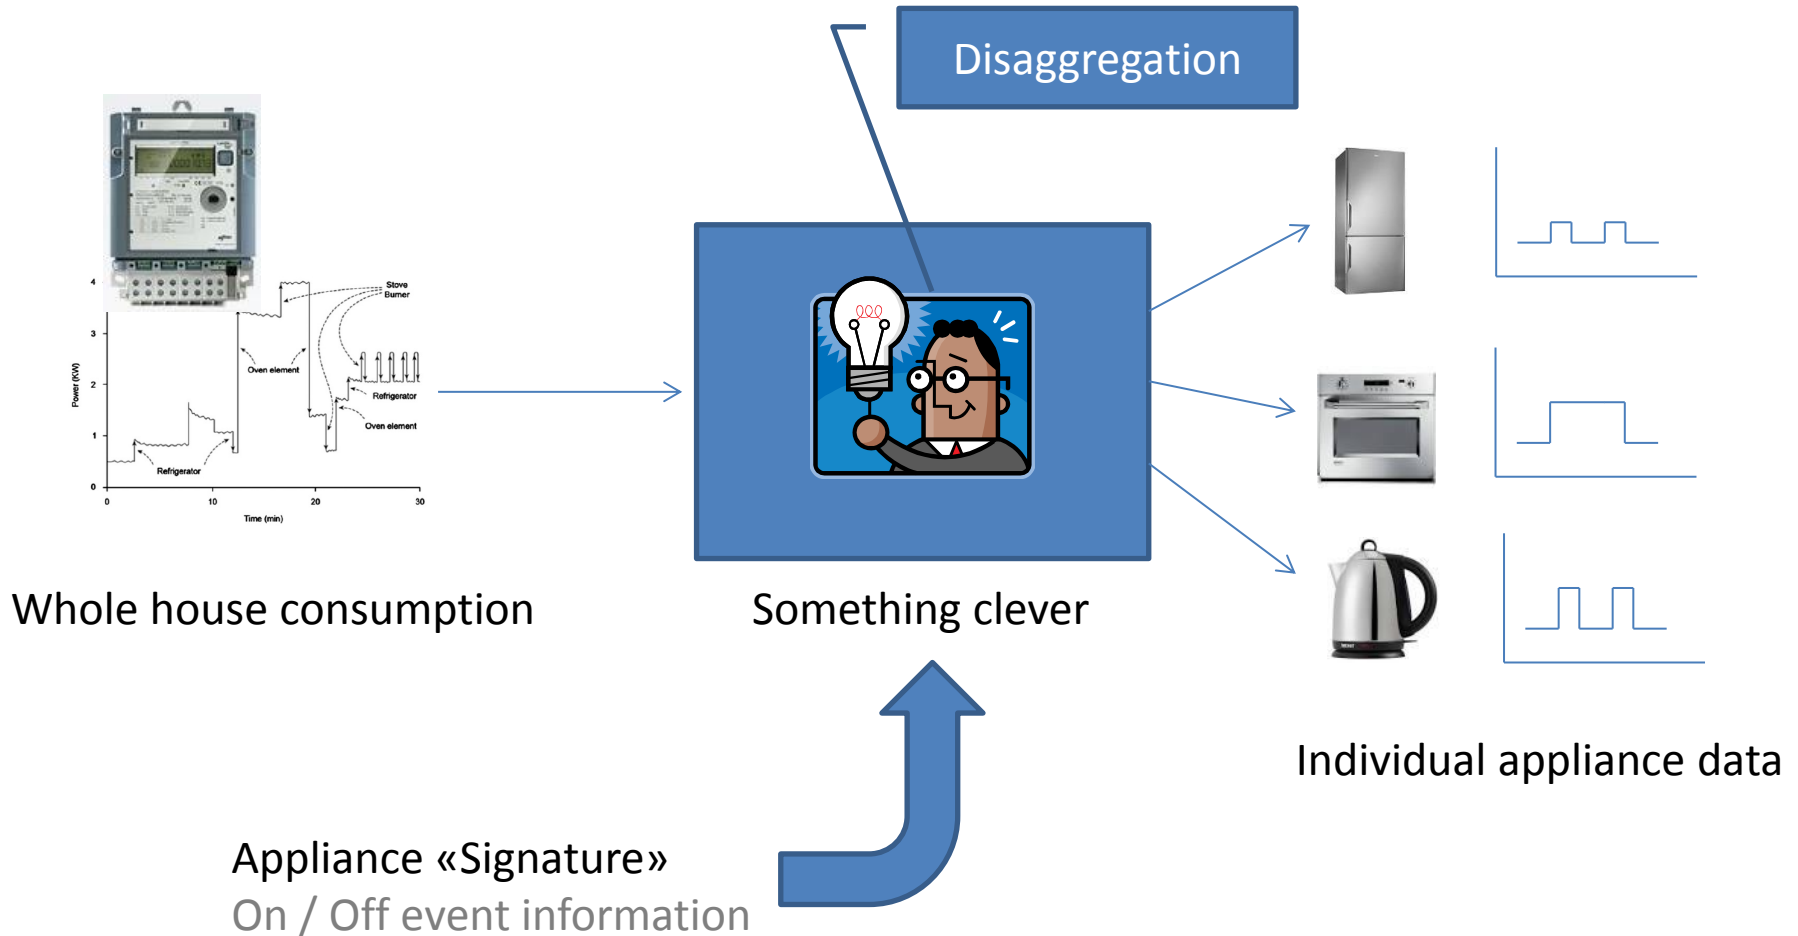 Disaggregation
4
3
2
1
0
Power (KW)
0
10
20
30
Time (min)
Stove
Burner
Oven element
Refrigerator
Oven element
Refrigerator
Whole house consumption
Something clever
Individual appliance data
Appliance «Signature»
On / Off event information